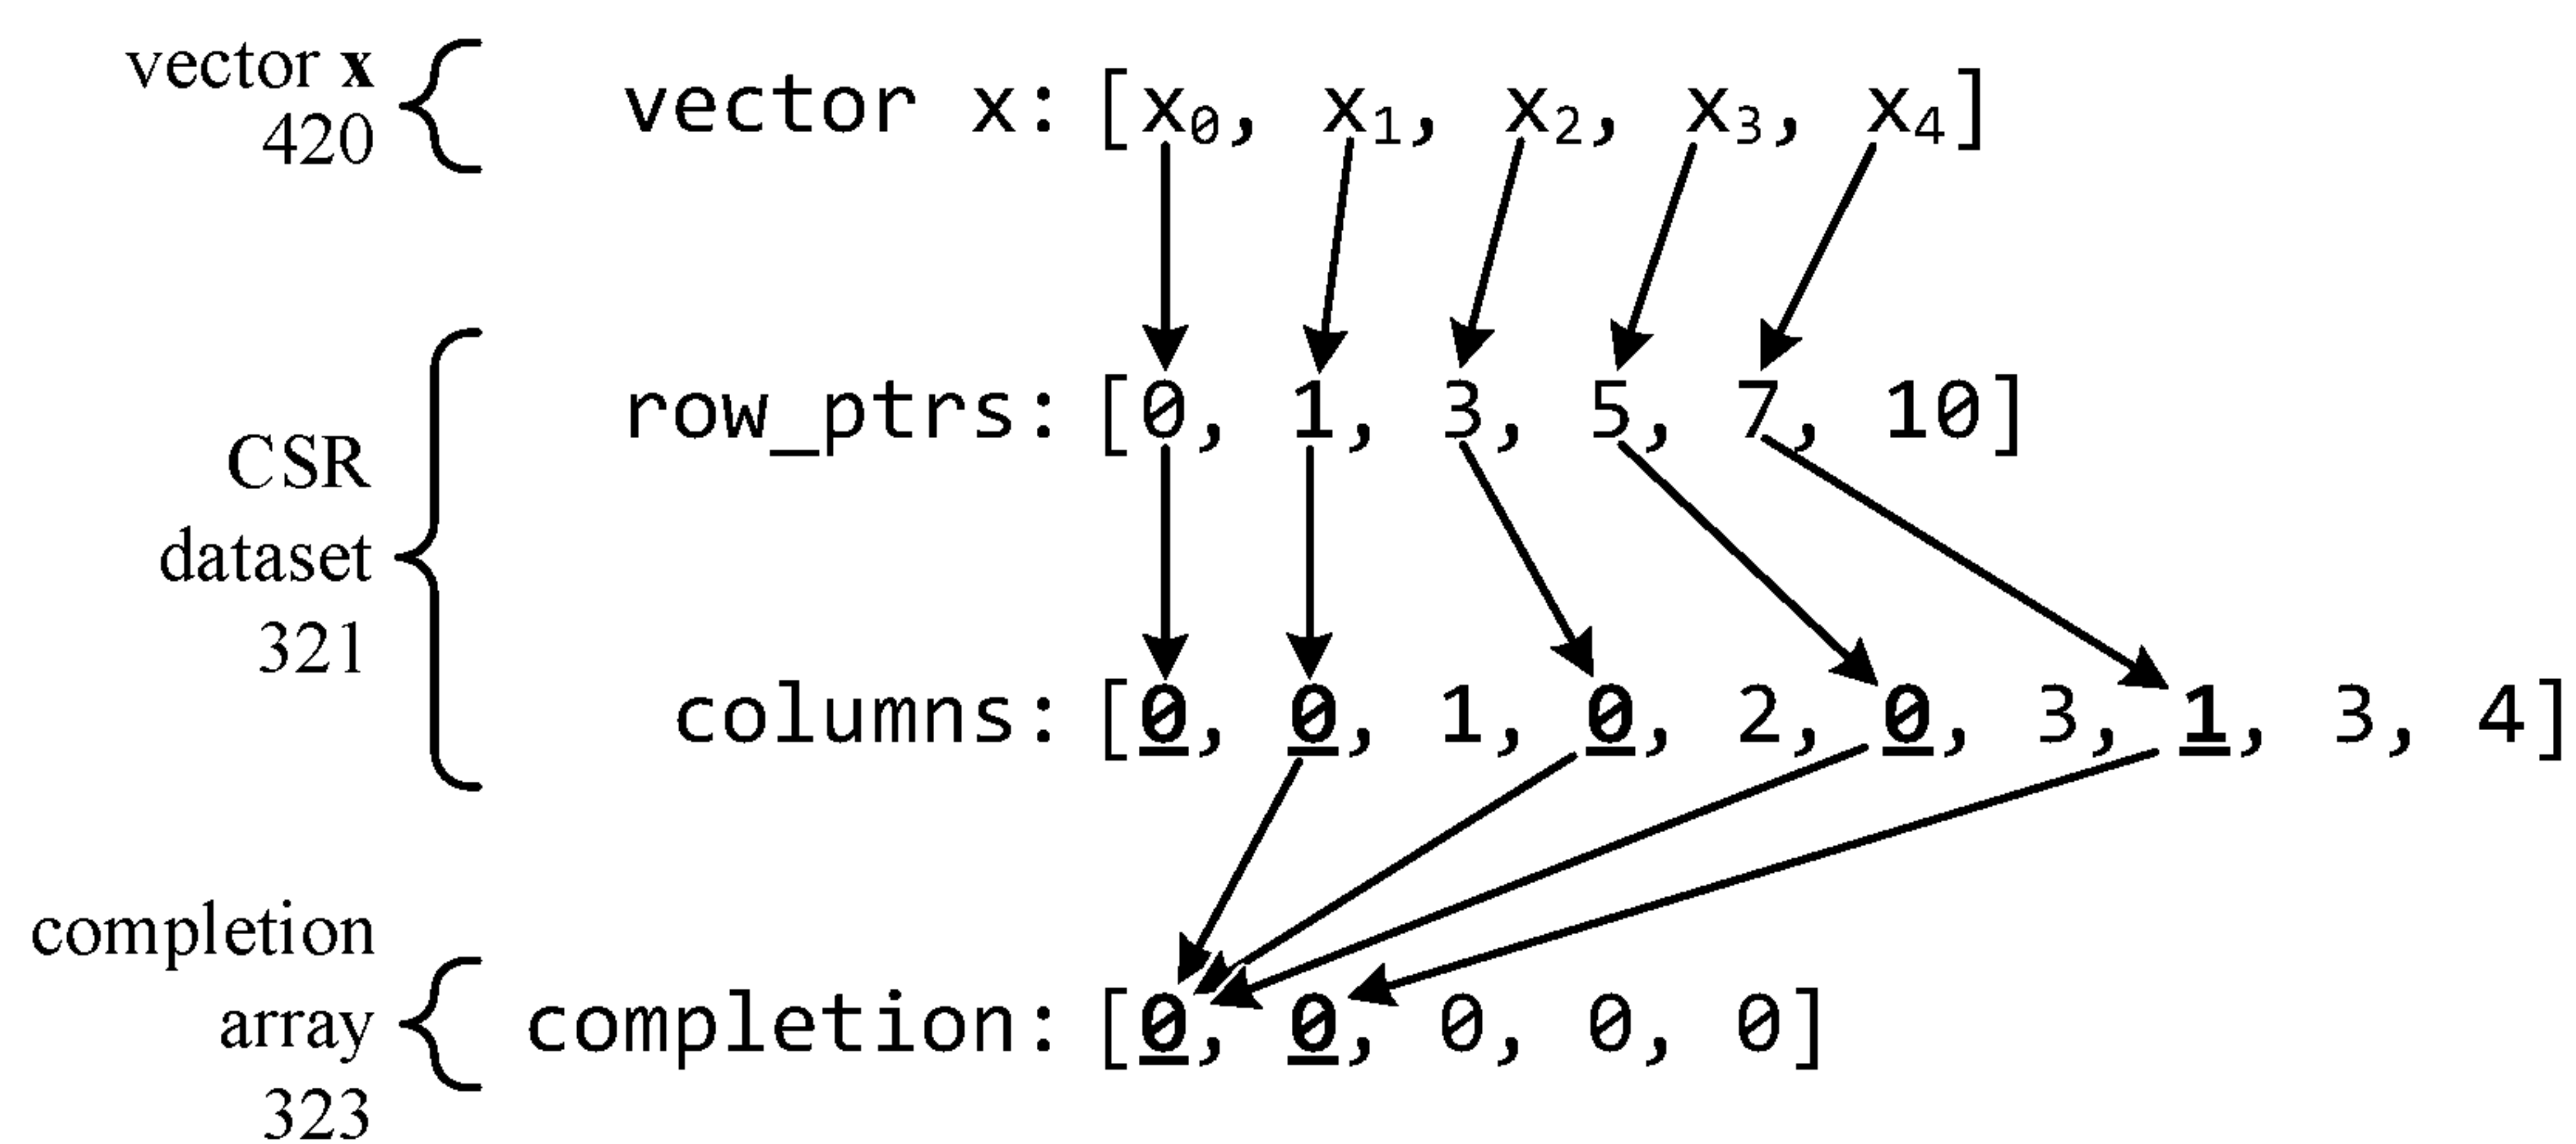 vector x
420
vector x: [x₀, x₁, x₂, x₃, x₄]
CSR
dataset
321
row_ptrs: [0, 1, 3, 5, 7, 10]
columns: [0, 0, 1, 0, 2, 0, 3, 1, 3, 4]
completion
array
323
completion: [0, 0, 0, 0, 0]